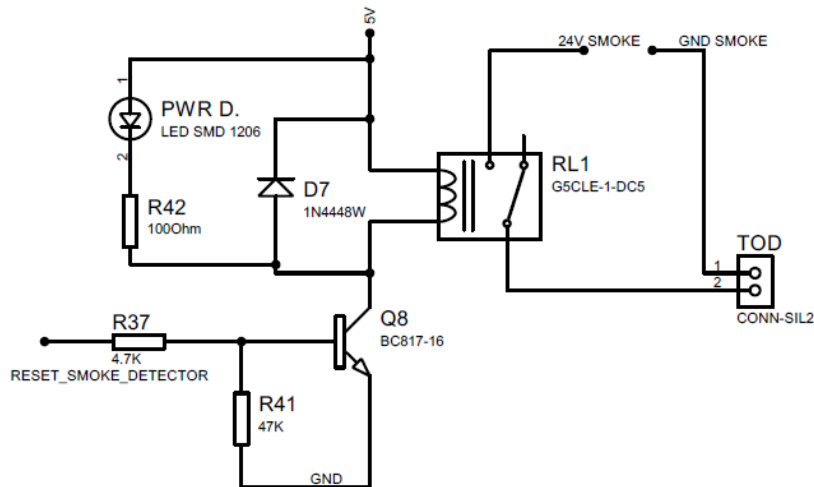 5V
24V SMOKE
GND SMOKE
1
PWR D.
LED SMD 1206
2
RL1
G5CLE-1-DC5
D7
1N4448W
R42
100Ohm
TOD
1
2
CONN-SIL2
Q8
BC817-16
R37
4.7K
RESET_SMOKE_DETECTOR
R41
47K
GND